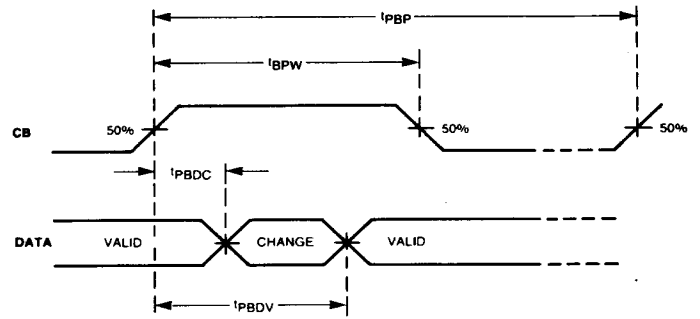 tPBP
tBPW
CB 50% 50% 50%
tPBDC
DATA VALID CHANGE VALID
tPBDV